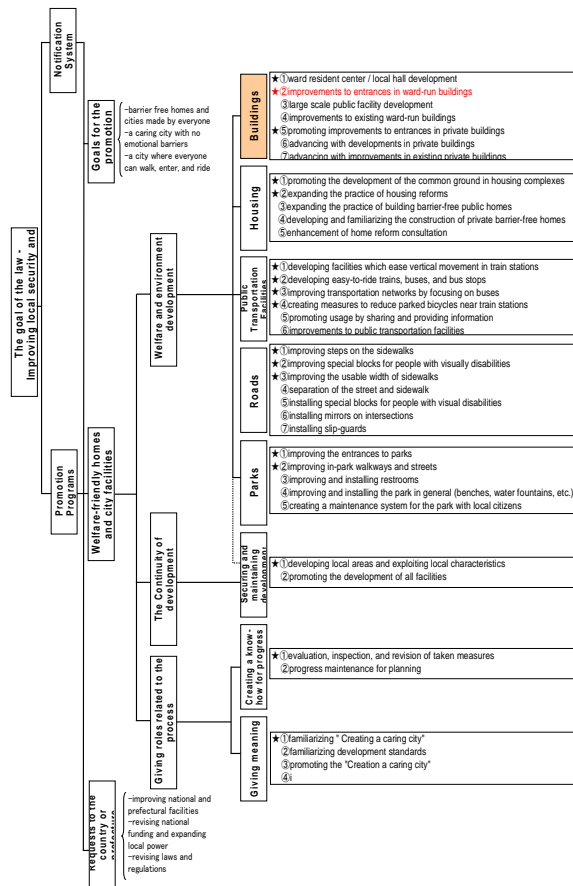 The goal of the law -
Improving local security and
Notification
System
Promotion
Programs
Requests to the
country or
prefecture
Goals for the
promotion
-barrier free homes and
cities made by everyone
-a caring city with no
emotional barriers
-a city where everyone
can walk, enter, and ride
Welfare-friendly homes
and city facilities
-improving national and
prefectural facilities
-revising national
funding and expanding
local power
-revising laws and
regulations
Welfare and environment
development
The Continuity of
development
Giving roles related to the
process
Buildings
★①ward resident center / local hall development
★②improvements to entrances in ward-run buildings
③large scale public facility development
④improvements to existing ward-run buildings
★⑤promoting improvements to entrances in private buildings
⑥advancing with developments in private buildings
⑦advancing with improvements in existing private buildings
Housing
★①promoting the development of the common ground in housing complexes
★②expanding the practice of housing reforms
③expanding the practice of building barrier-free public homes
④developing and familiarizing the construction of private barrier-free homes
⑤enhancement of home reform consultation
Public
Transportation
Facilities
★①developing facilities which ease vertical movement in train stations
★②developing easy-to-ride trains, buses, and bus stops
★③improving transportation networks by focusing on buses
★④creating measures to reduce parked bicycles near train stations
⑤promoting usage by sharing and providing information
⑥improvements to public transportation facilities
Roads
★①improving steps on the sidewalks
★②improving special blocks for people with visually disabilities
★③improving the usable width of sidewalks
④separation of the street and sidewalk
⑤installing special blocks for people with visual disabilities
⑥installing mirrors on intersections
⑦installing slip-guards
Parks
★①improving the entrances to parks
★②improving in-park walkways and streets
③improving and installing restrooms
④improving and installing the park in general (benches, water fountains, etc.)
⑤creating a maintenance system for the park with local citizens
Securing and
maintaining
development
★①developing local areas and exploiting local characteristics
②promoting the development of all facilities
Creating a know-
how for progress
★①evaluation, inspection, and revision of taken measures
②progress maintenance for planning
Giving meaning
★①familiarizing " Creating a caring city"
②familiarizing development standards
③promoting the "Creation a caring city"
④i